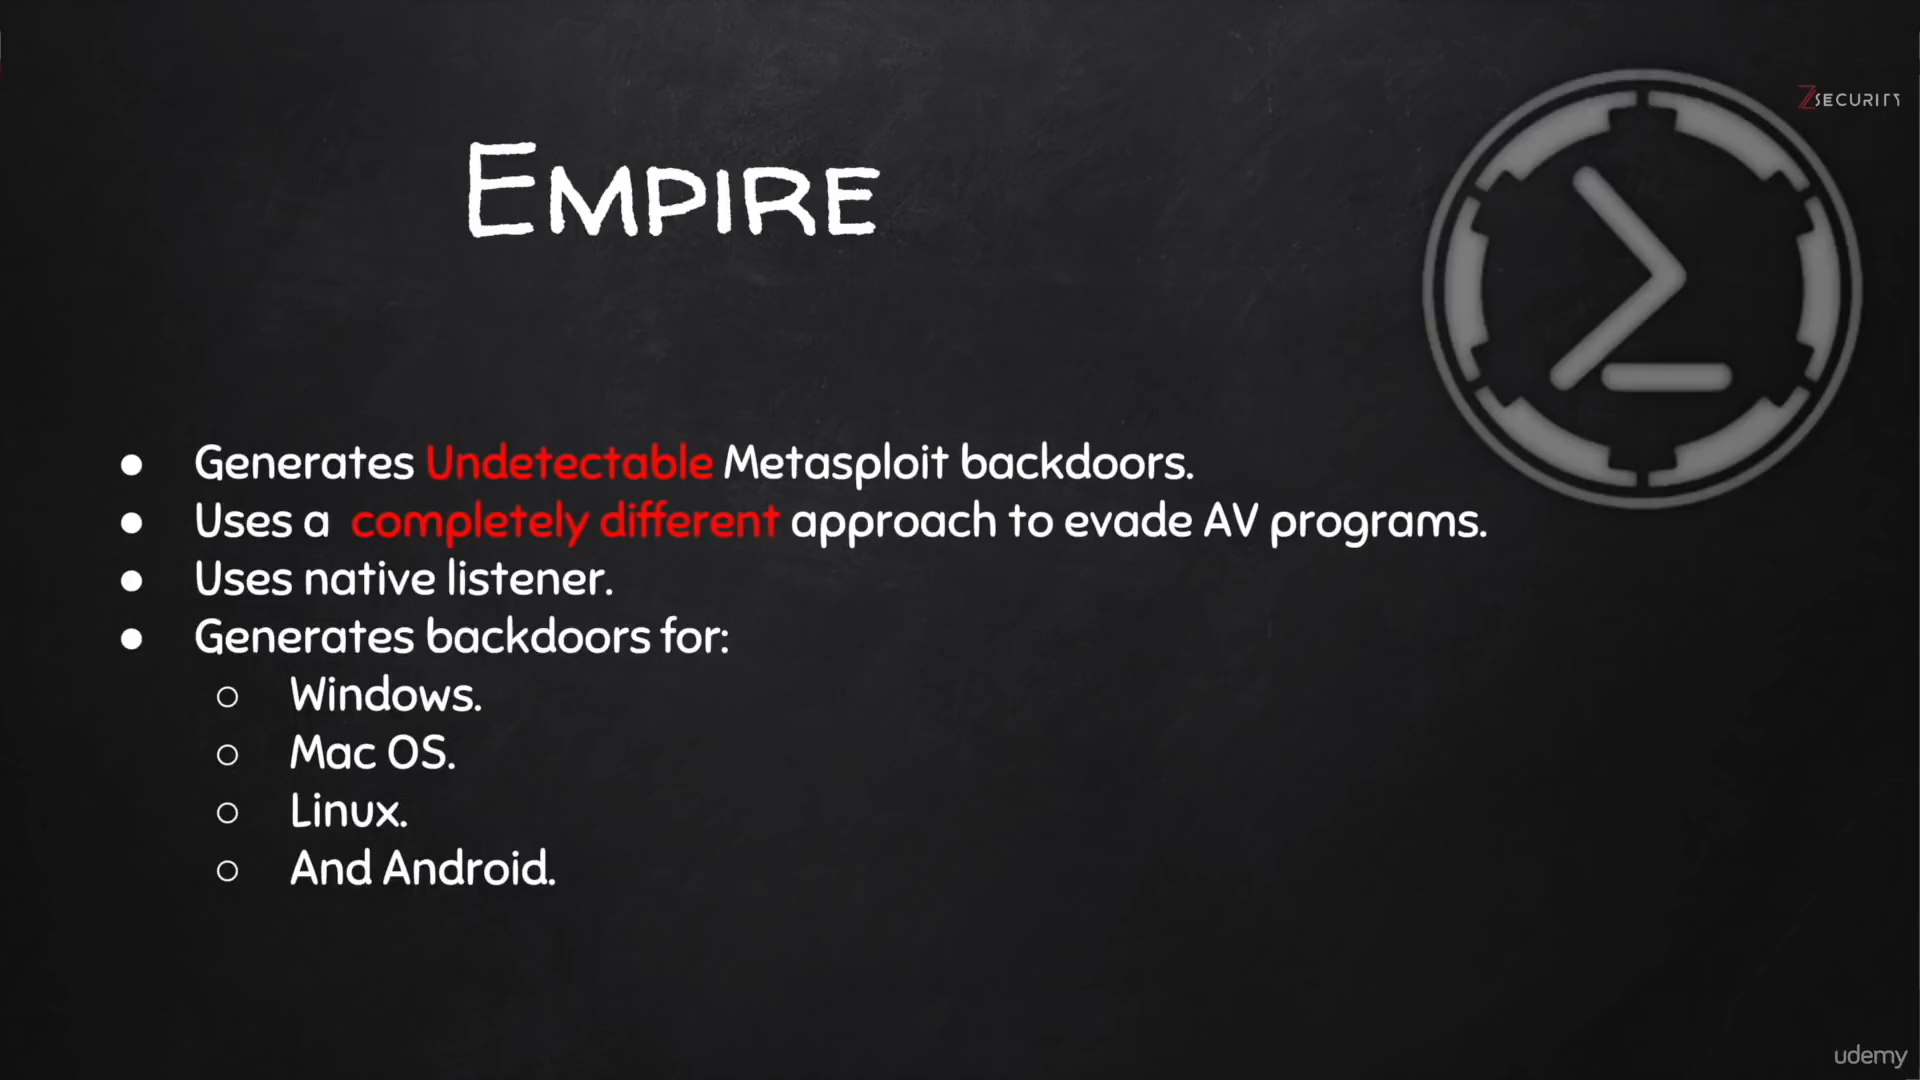 ZSECURITY
EMPIRE
● Generates Undetectable Metasploit backdoors.
● Uses a completely different approach to evade AV programs.
● Uses native listener.
● Generates backdoors for:
○ Windows.
○ Mac OS.
○ Linux.
○ And Android.
udemy